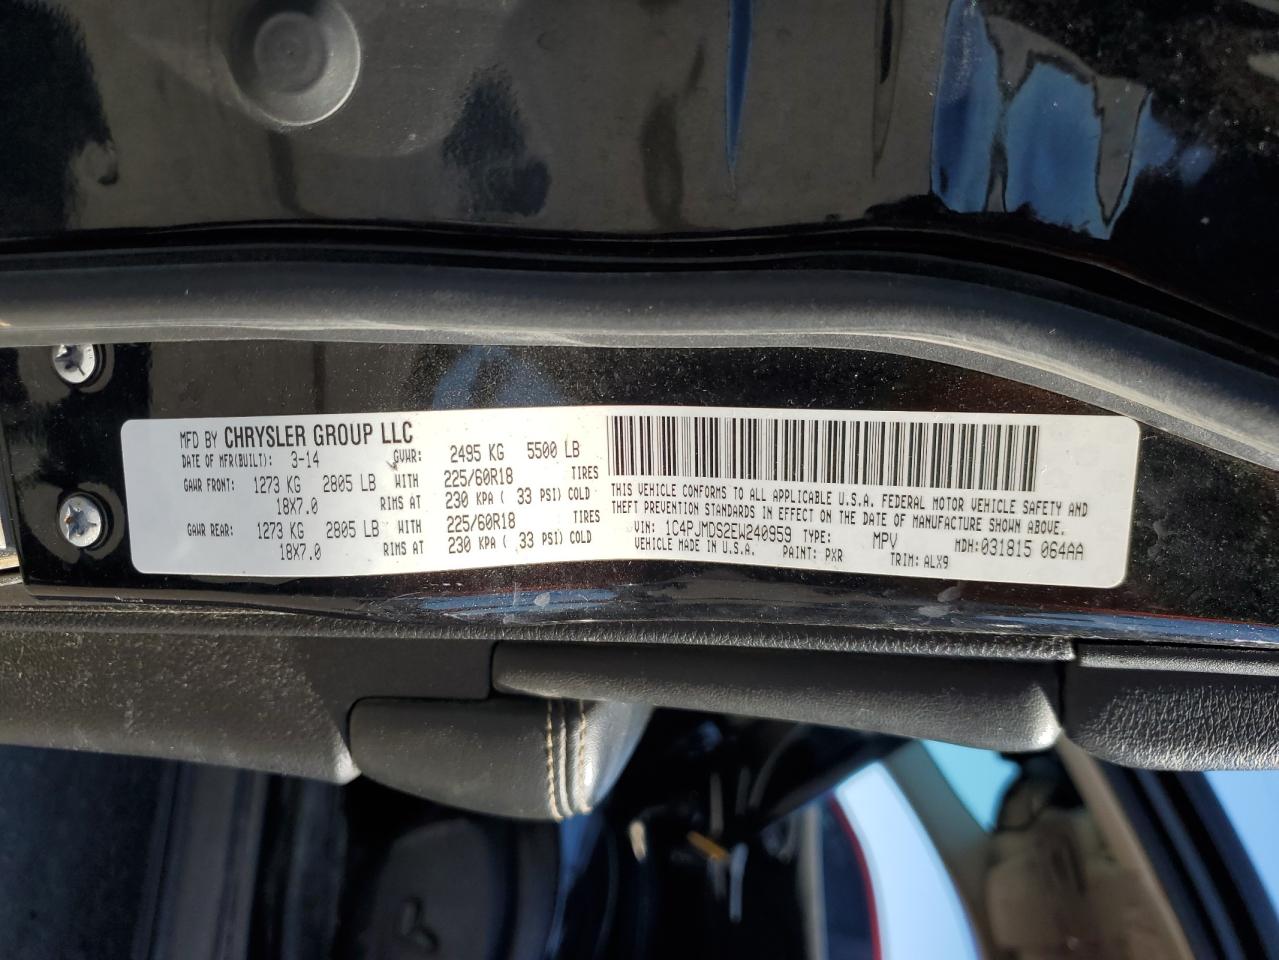 MFD BY CHRYSLER GROUP LLC
DATE OF MFR(BUILT): 3-14 GVWR: 2495 KG 5500 LB
GAWR FRONT: 1273 KG 2805 LB WITH 225/60R18 TIRES
18X7.0 RIMS AT 230 KPA ( 33 PSI) COLD
GAWR REAR: 1273 KG 2805 LB WITH 225/60R18 TIRES
18X7.0 RIMS AT 230 KPA ( 33 PSI) COLD
THIS VEHICLE CONFORMS TO ALL APPLICABLE U.S.A. FEDERAL MOTOR VEHICLE SAFETY AND
THEFT PREVENTION STANDARDS IN EFFECT ON THE DATE OF MANUFACTURE SHOWN ABOVE.
VIN: 1C4PJMDS2EW240959 TYPE: MPV MDH:031815 064AA
VEHICLE MADE IN U.S.A. PAINT: PXR TRIM: ALX9